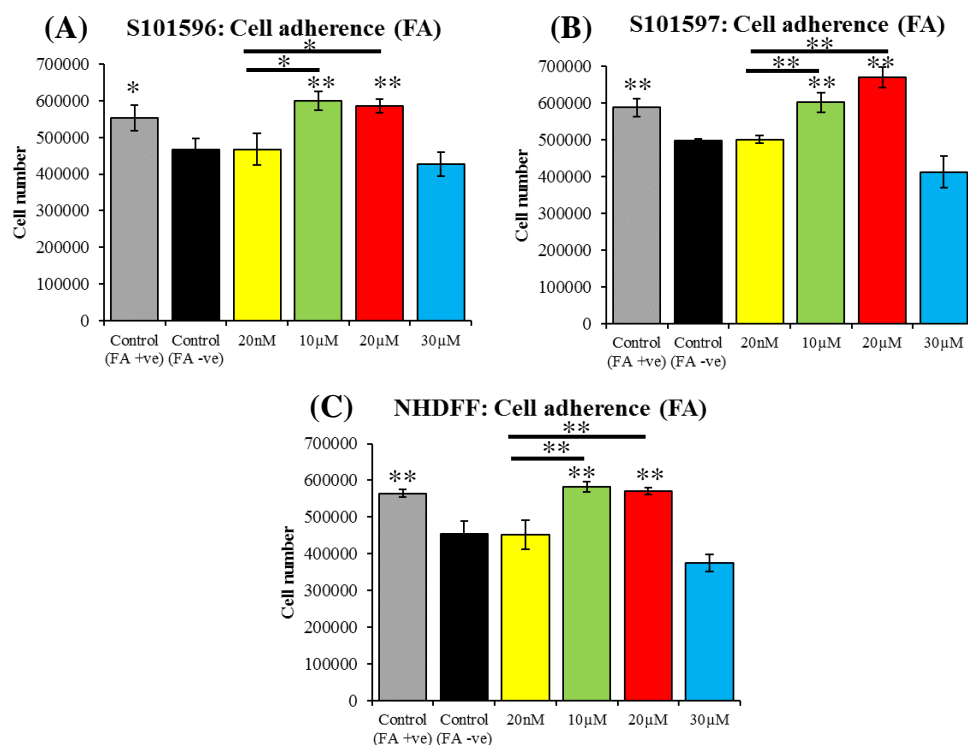 (A) S101596: Cell adherence (FA)
*
*
*
**
**
700000
600000
500000
400000
300000
200000
100000
0
Cell number
Control (FA +ve)
Control (FA -ve)
20nM
10µM
20µM
30µM
(B) S101597: Cell adherence (FA)
**
**
**
**
**
700000
600000
500000
400000
300000
200000
100000
0
Cell number
Control (FA +ve)
Control (FA -ve)
20nM
10µM
20µM
30µM
(C) NHDFF: Cell adherence (FA)
**
**
**
**
**
700000
600000
500000
400000
300000
200000
100000
0
Cell number
Control (FA +ve)
Control (FA -ve)
20nM
10µM
20µM
30µM